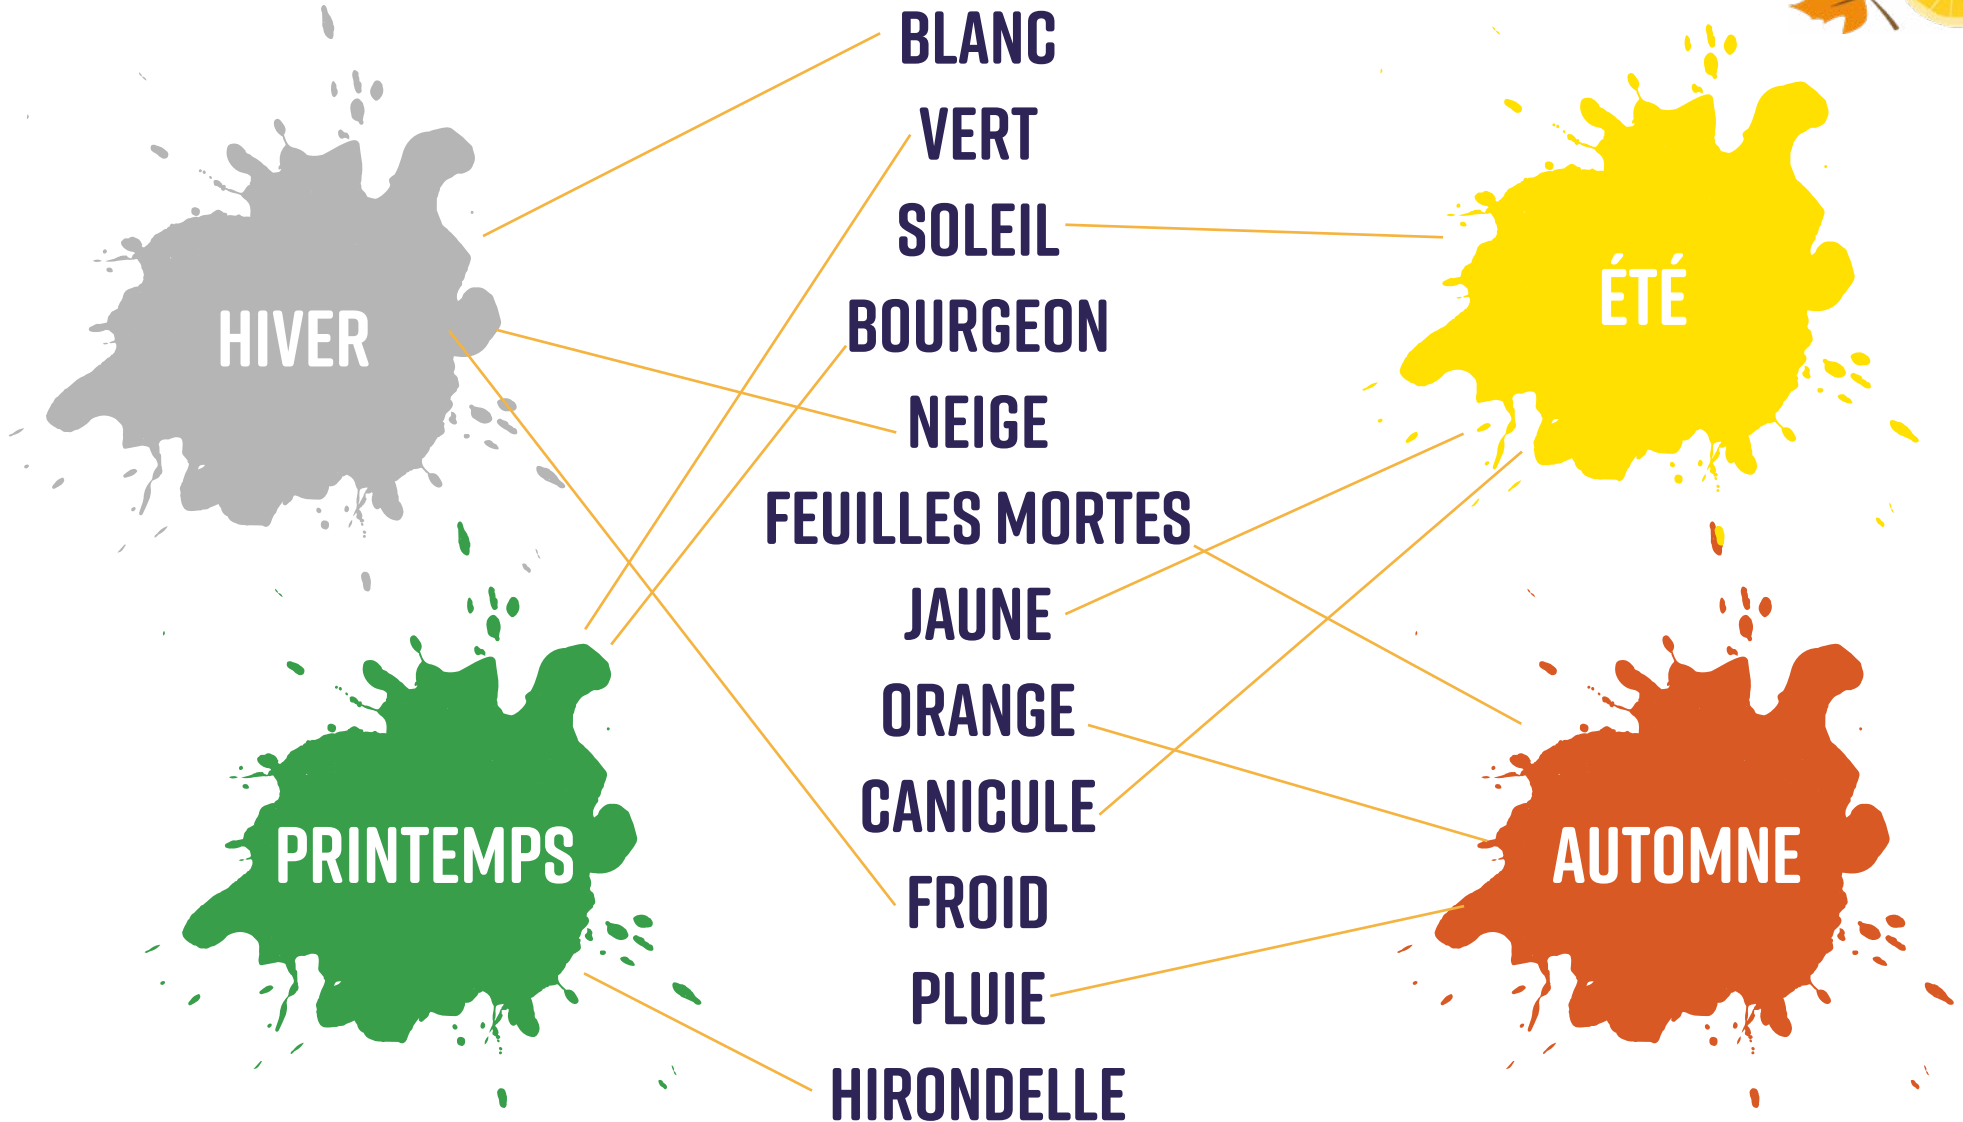 HIVER
PRINTEMPS
BLANC
VERT
SOLEIL
BOURGEON
NEIGE
FEUILLES MORTES
JAUNE
ORANGE
CANICULE
FROID
PLUIE
HIRONDELLE
ÉTÉ
AUTOMNE